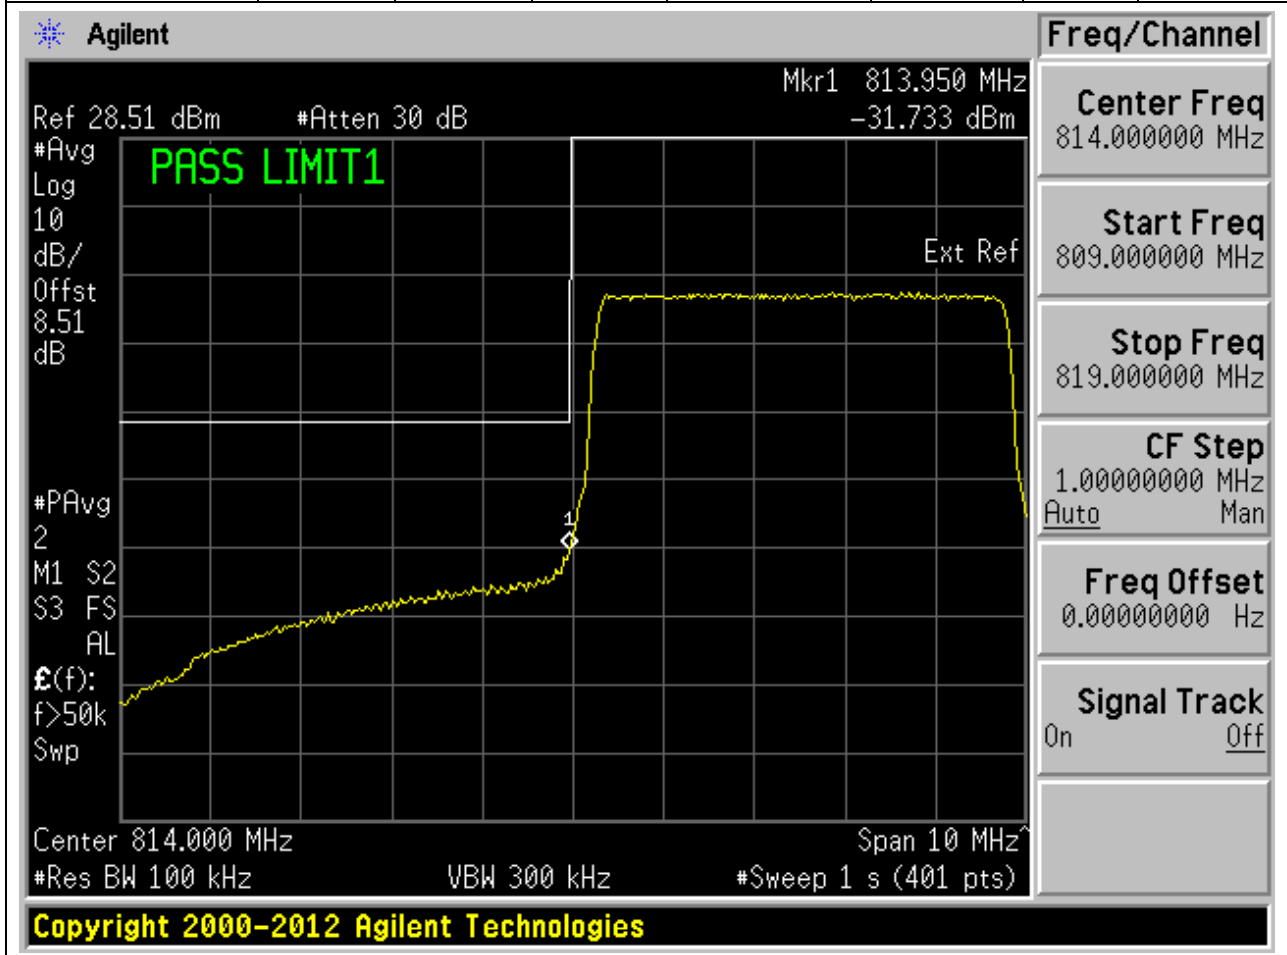 Agilent
Freq/Channel
Mkr1 813.950 MHz
Ref 28.51 dBm #Atten 30 dB -31.733 dBm
#Avg
Log
10
dB/
Offst
8.51
dB
PASS LIMIT1
Ext Ref
1
#PAvg
2
M1 S2
S3 FS
AL
£(f):
f>50k
Swp
Center 814.000 MHz Span 10 MHz^
#Res BW 100 kHz VBW 300 kHz #Sweep 1 s (401 pts)
Center Freq
814.000000 MHz
Start Freq
809.000000 MHz
Stop Freq
819.000000 MHz
CF Step
1.00000000 MHz
Auto Man
Freq Offset
0.00000000 Hz
Signal Track
On Off
Copyright 2000-2012 Agilent Technologies